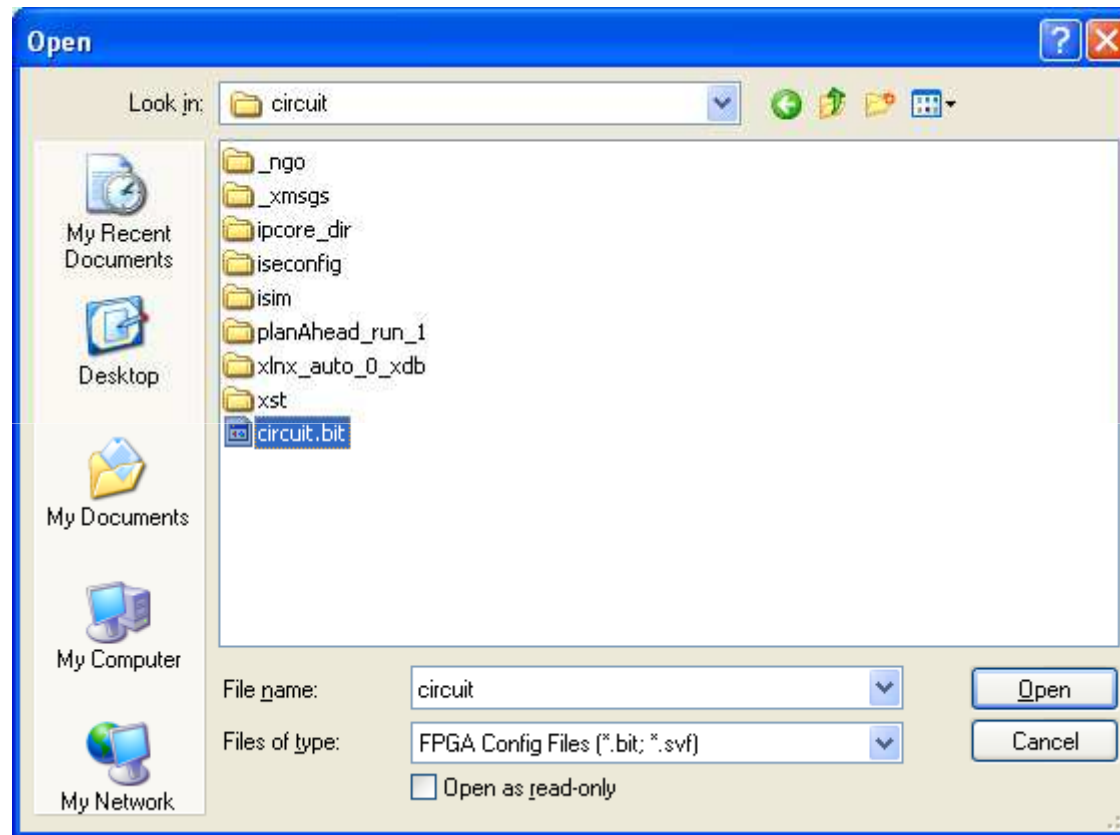 Open
Look in:
circuit
My Recent
Documents
Desktop
My Documents
My Computer
My Network
_ngo
_xmsgs
ipcore_dir
iseconfig
isim
planAhead_run_1
xlnx_auto_0_xdb
xst
circuit.bit
File name:
circuit
Open
Files of type:
FPGA Config Files (*.bit; *.svf)
Cancel
Open as read-only